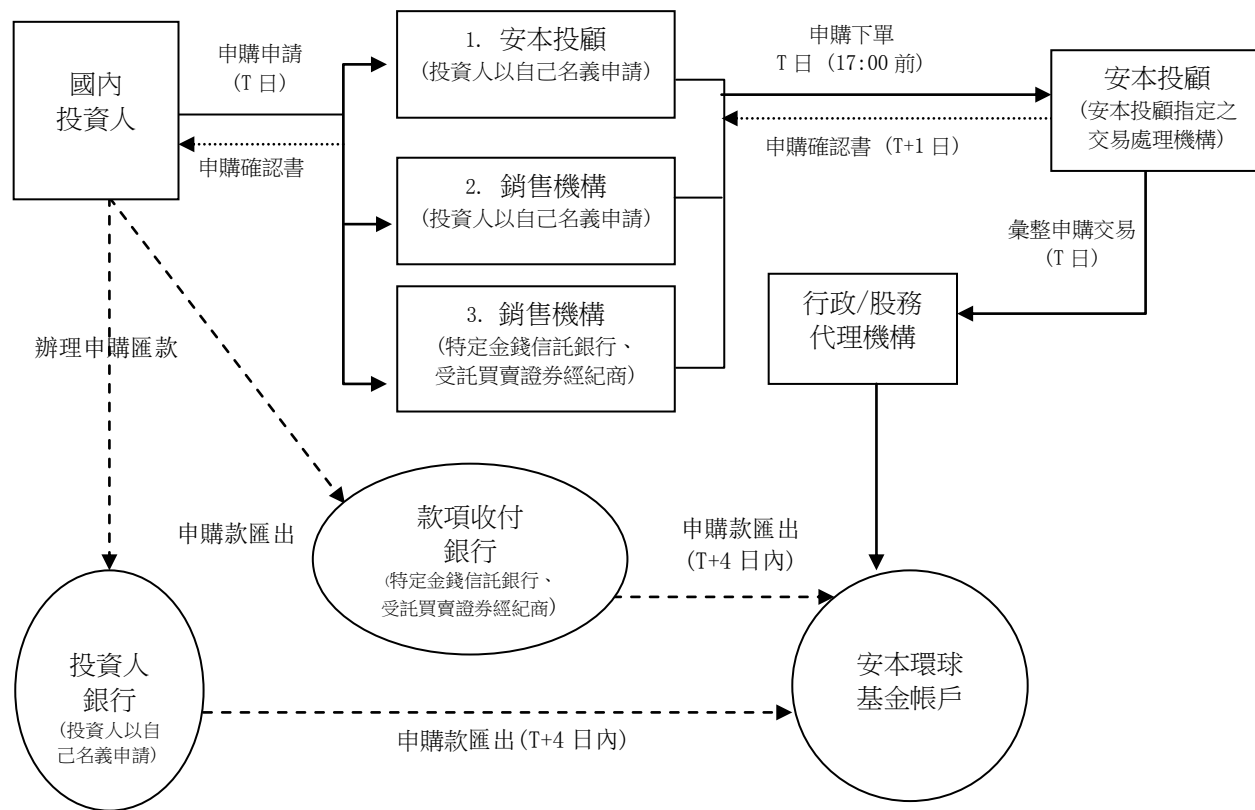 國內
投資人
申購申請
(T 日)
申購確認書
1. 安本投顧
(投資人以自己名義申請)
2. 銷售機構
(投資人以自己名義申請)
3. 銷售機構
(特定金錢信託銀行、
受託買賣證券經紀商)
申購下單
T 日 (17:00 前)
申購確認書 (T+1 日)
安本投顧
(安本投顧指定之
交易處理機構)
彙整申購交易
(T 日)
行政/股務
代理機構
辦理申購匯款
申購款匯出
款項收付
銀行
(特定金錢信託銀行、
受託買賣證券經紀商)
申購款匯出
(T+4 日內)
投資人
銀行
(投資人以自
己名義申請)
申購款匯出(T+4 日內)
安本環球
基金帳戶